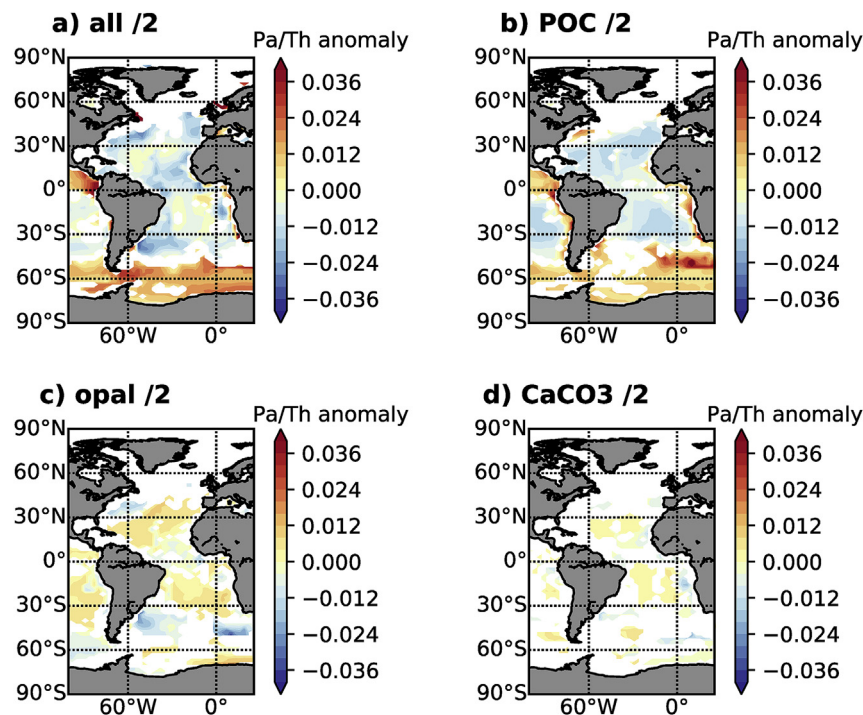 a) all /2
Pa/Th anomaly
90°N
60°N
30°N
0°
30°S
60°S
90°S
60°W 0°
0.036
0.024
0.012
0.000
−0.012
−0.024
−0.036
b) POC /2
Pa/Th anomaly
90°N
60°N
30°N
0°
30°S
60°S
90°S
60°W 0°
0.036
0.024
0.012
0.000
−0.012
−0.024
−0.036
c) opal /2
Pa/Th anomaly
90°N
60°N
30°N
0°
30°S
60°S
90°S
60°W 0°
0.036
0.024
0.012
0.000
−0.012
−0.024
−0.036
d) CaCO3 /2
Pa/Th anomaly
90°N
60°N
30°N
0°
30°S
60°S
90°S
60°W 0°
0.036
0.024
0.012
0.000
−0.012
−0.024
−0.036